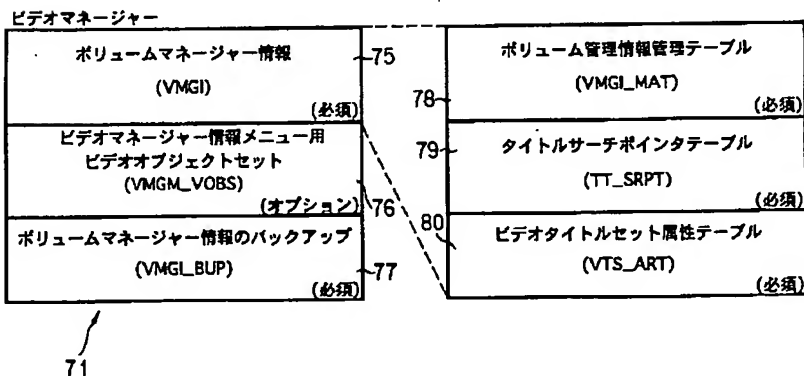 ビデオマネージャー
ボリュームマネージャー情報
(VMGI)
(必須)
75
ビデオマネージャー情報メニュー用
ビデオオブジェクトセット
(VMGM_VOBS)
(オプション)
76
ボリュームマネージャー情報のバックアップ
(VMGI_BUP)
(必須)
77
71
ボリューム管理情報管理テーブル
(VMGI_MAT)
(必須)
78
タイトルサーチポインタテーブル
(TT_SRPT)
(必須)
79
ビデオタイトルセット属性テーブル
(VTS_ART)
(必須)
80